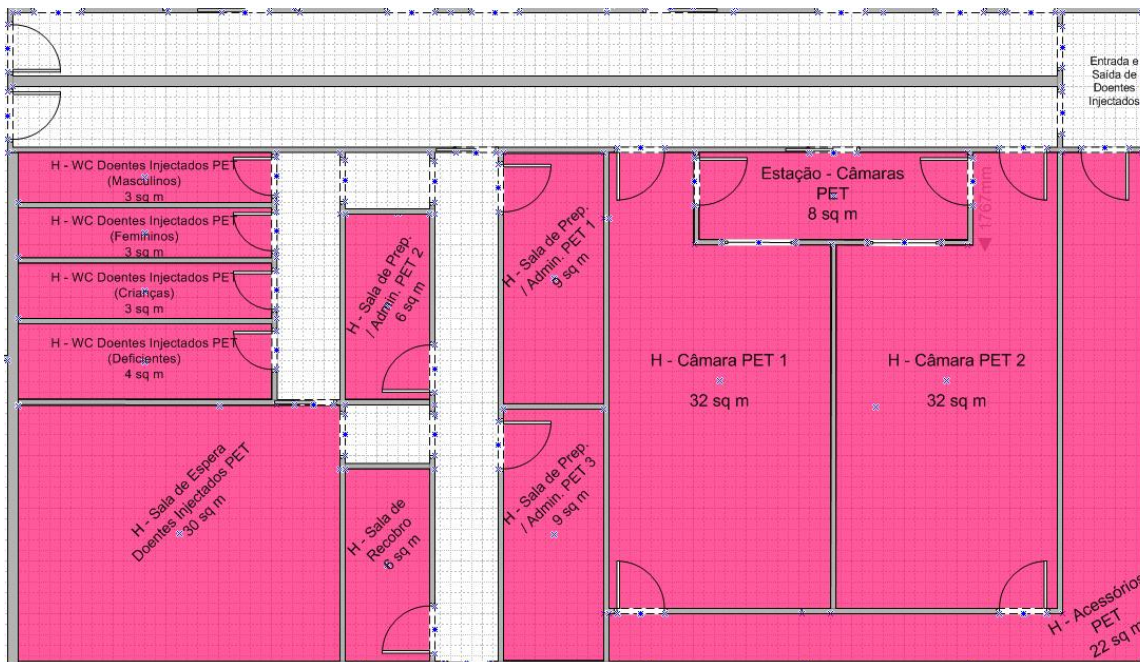 Entrada e
Saída de
Doentes
Injectados
H - WC Doentes Injectados PET
(Masculinos)
3 sq m
H - WC Doentes Injectados PET
(Femininos)
3 sq m
H - WC Doentes Injectados PET
(Crianças)
3 sq m
H - WC Doentes Injectados PET
(Deficientes)
4 sq m
H - Sala de Prep.
/ Admin. PET 2
6 sq m
H - Sala de Prep.
/ Admin. PET 1
9 sq m
Estação - Câmaras
PET
8 sq m
1767mm
H - Câmara PET 1
32 sq m
H - Câmara PET 2
32 sq m
H - Sala de Espera
Doentes Injectados PET
30 sq m
H - Sala de
Recobro
6 sq m
H - Sala de Prep.
/ Admin. PET 3
9 sq m
H - Acessórios
PET
22 sq m